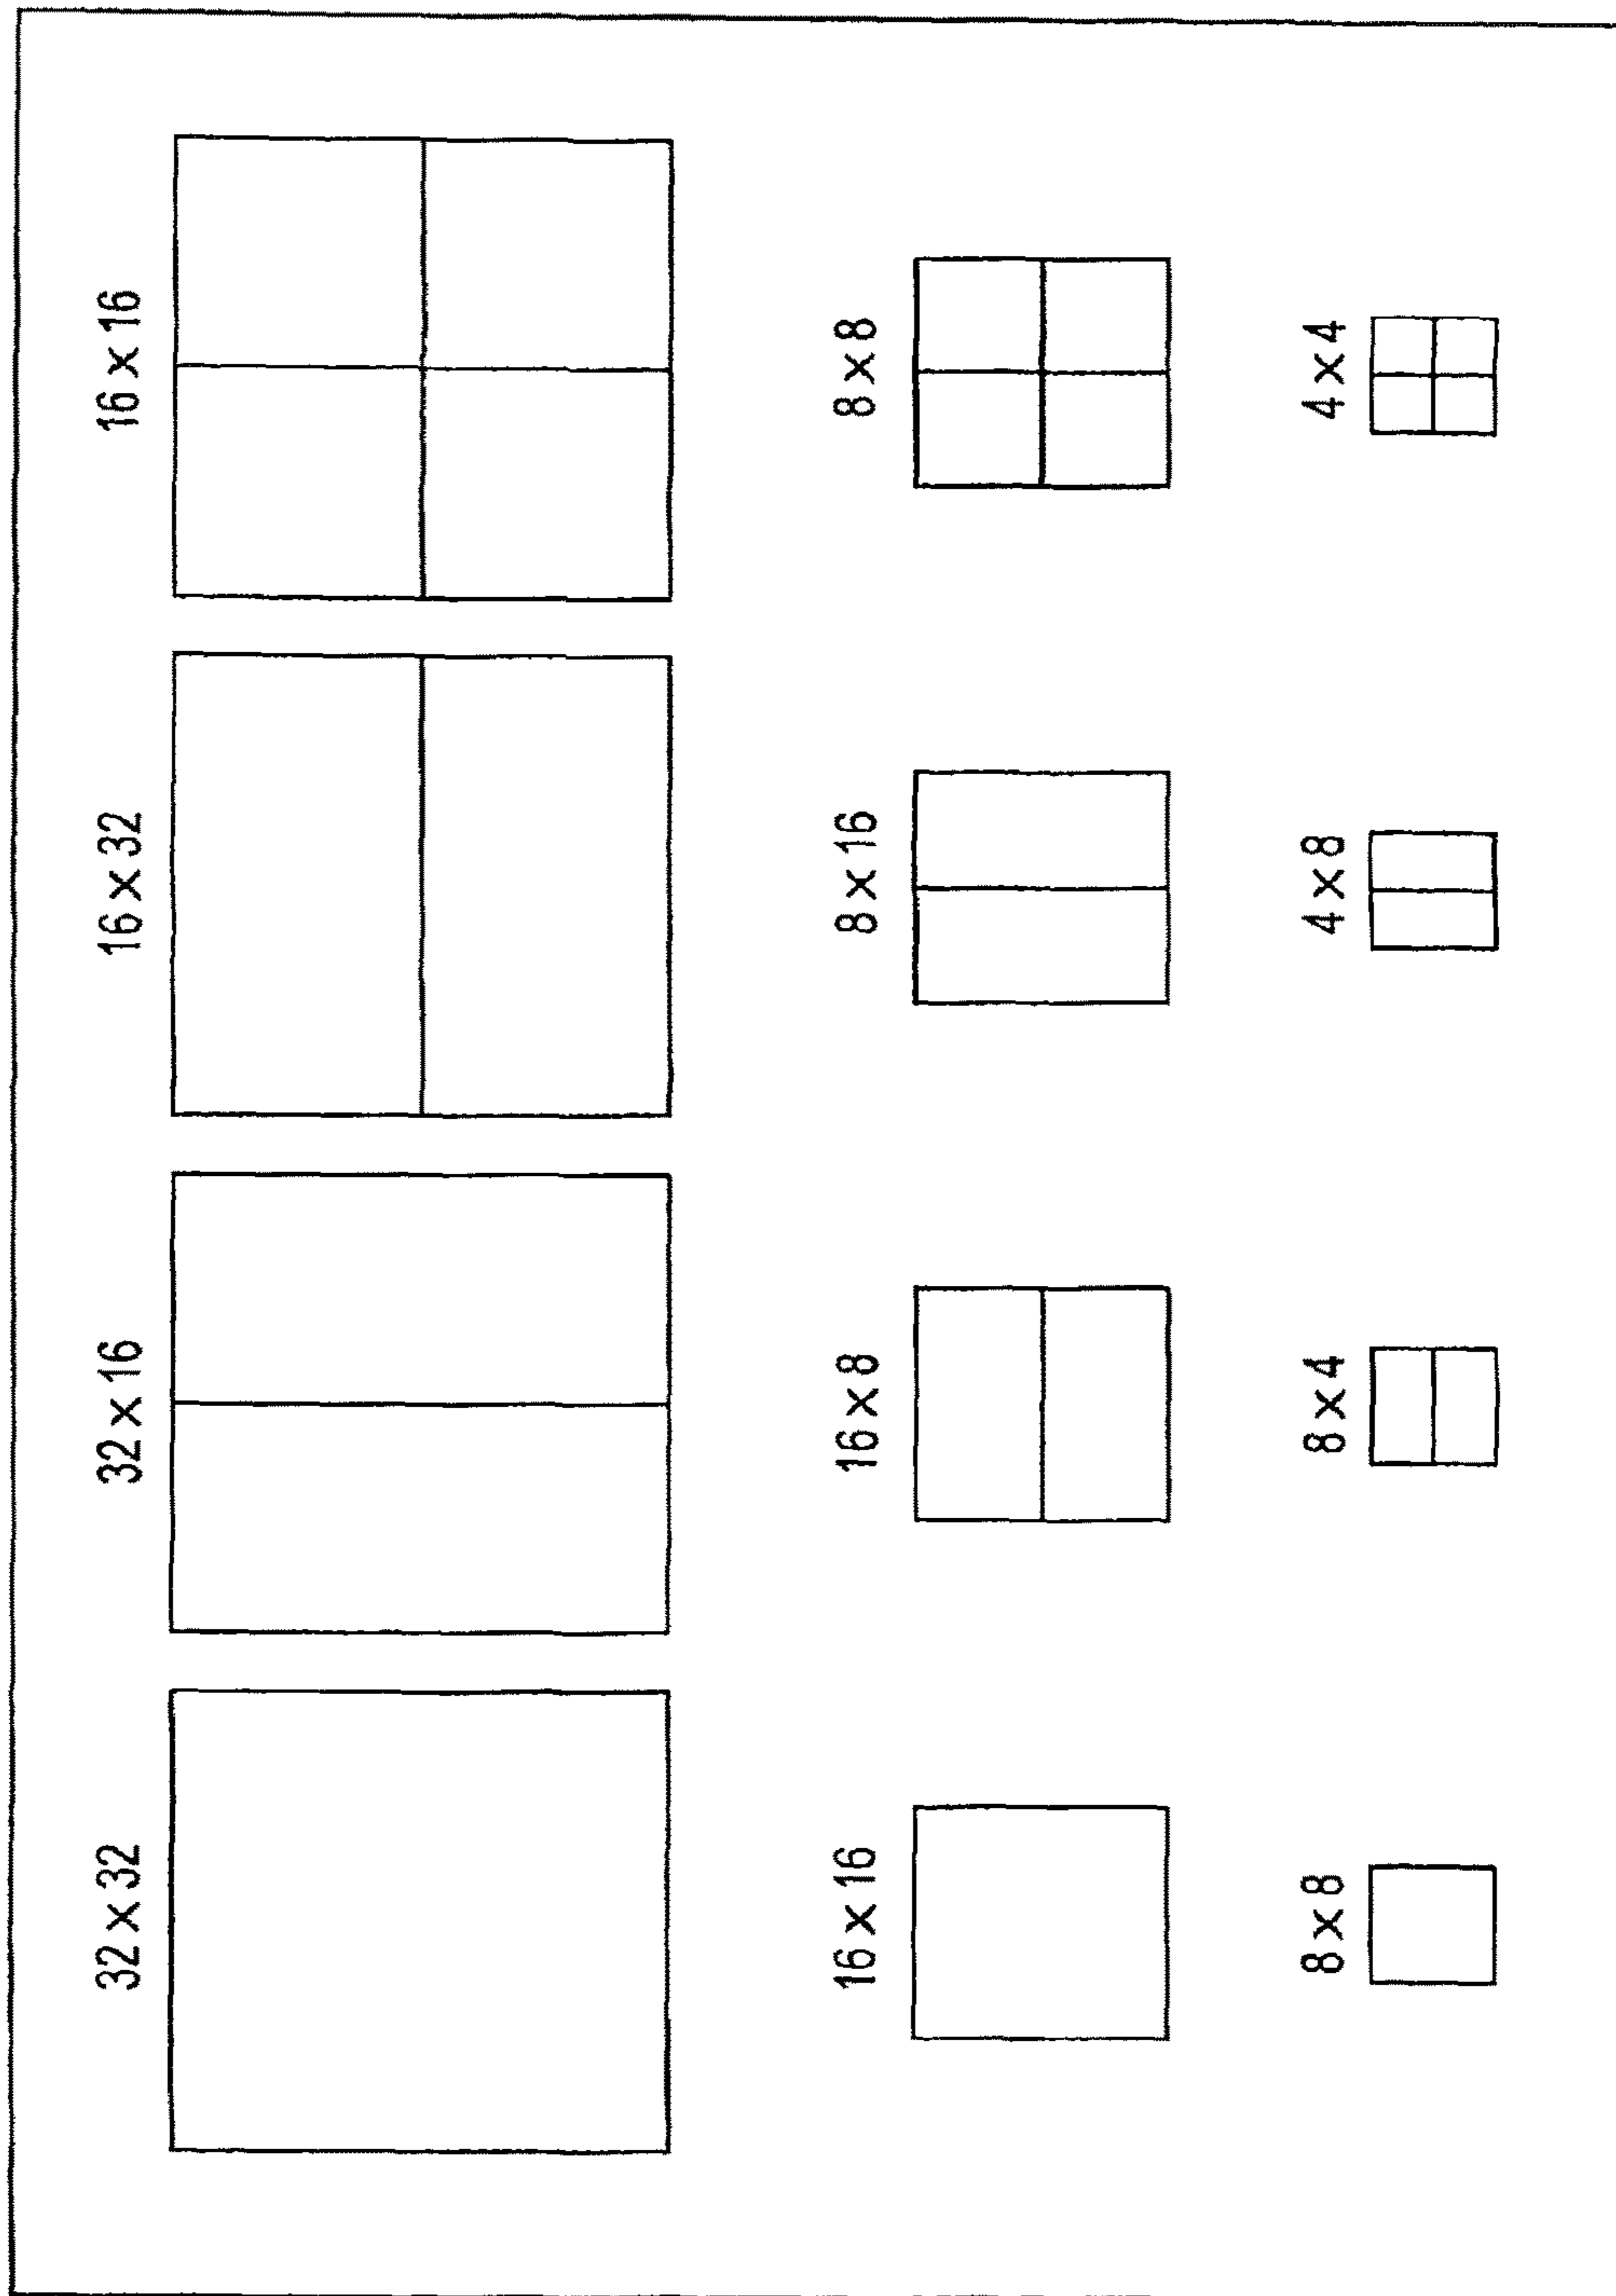 32 × 32
32 × 16
16 × 32
16 × 16
16 × 16
16 × 8
8 × 16
8 × 8
8 × 8
8 × 4
4 × 8
4 × 4